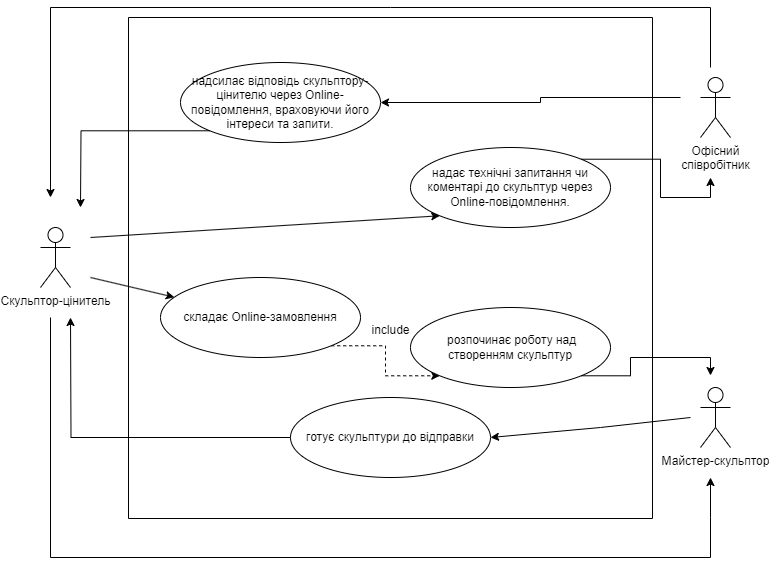 надсилає відповідь скульптору-
цінителю через Online-
повідомлення, враховуючи його
інтереси та запити.
Офісний
співробітник
надає технічні запитання чи
коментарі до скульптур через
Online-повідомлення.
Скульптор-цінитель
складає Online-замовлення
include
розпочинає роботу над
створенням скульптур
готує скульптури до відправки
Майстер-скульптор